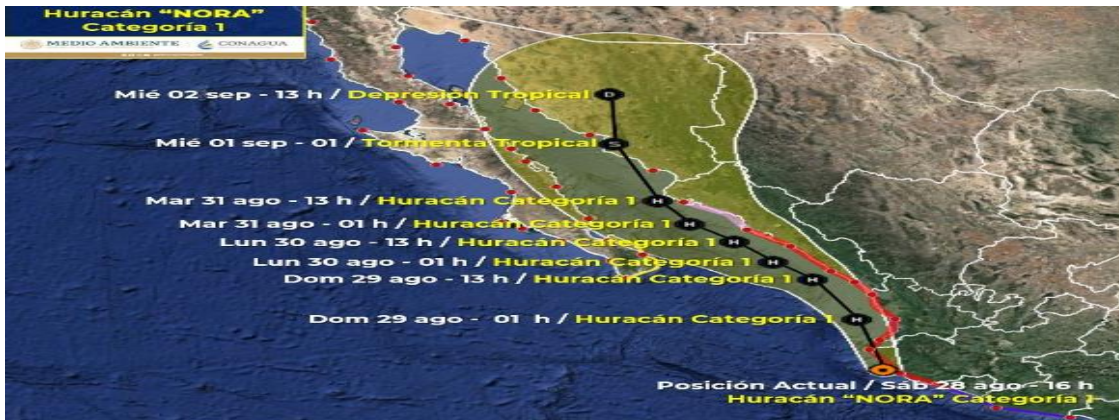 Huracán “NORA”
Categoría 1
MEDIO AMBIENTE CONAGUA
Mié 02 sep - 13 h / Depresión Tropical D
Mié 01 sep - 01 / Tormenta Tropical S
Mar 31 ago - 13 h / Huracán Categoría 1 H
Mar 31 ago - 01 h / Huracán Categoría 1 H
Lun 30 ago - 13 h / Huracán Categoría 1 H
Lun 30 ago - 01 h / Huracán Categoría 1 H
Dom 29 ago - 13 h / Huracán Categoría 1 H
Dom 29 ago - 01 h / Huracán Categoría 1 H
Posición Actual / Sáb 28 ago - 16 h
Huracán “NORA” Categoría 1